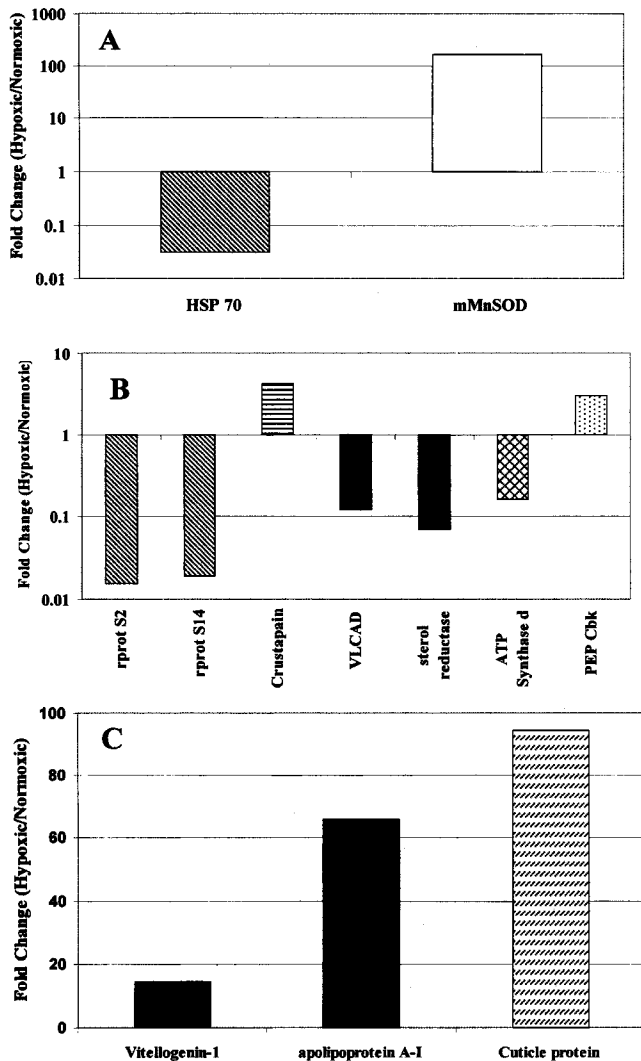 A
Fold Change (Hypoxic/Normoxic)
1000
100
10
1
0.1
0.01
HSP 70
mMnSOD
B
Fold Change (Hypoxic/Normoxic)
10
1
0.1
0.01
rprot S2
rprot S14
Crustapain
VLCAD
sterol
reductase
ATP
Synthase d
PEP Cbk
C
Fold Change (Hypoxic/Normoxic)
100
80
60
40
20
0
Vitellogenin-1
apolipoprotein A-I
Cuticle protein